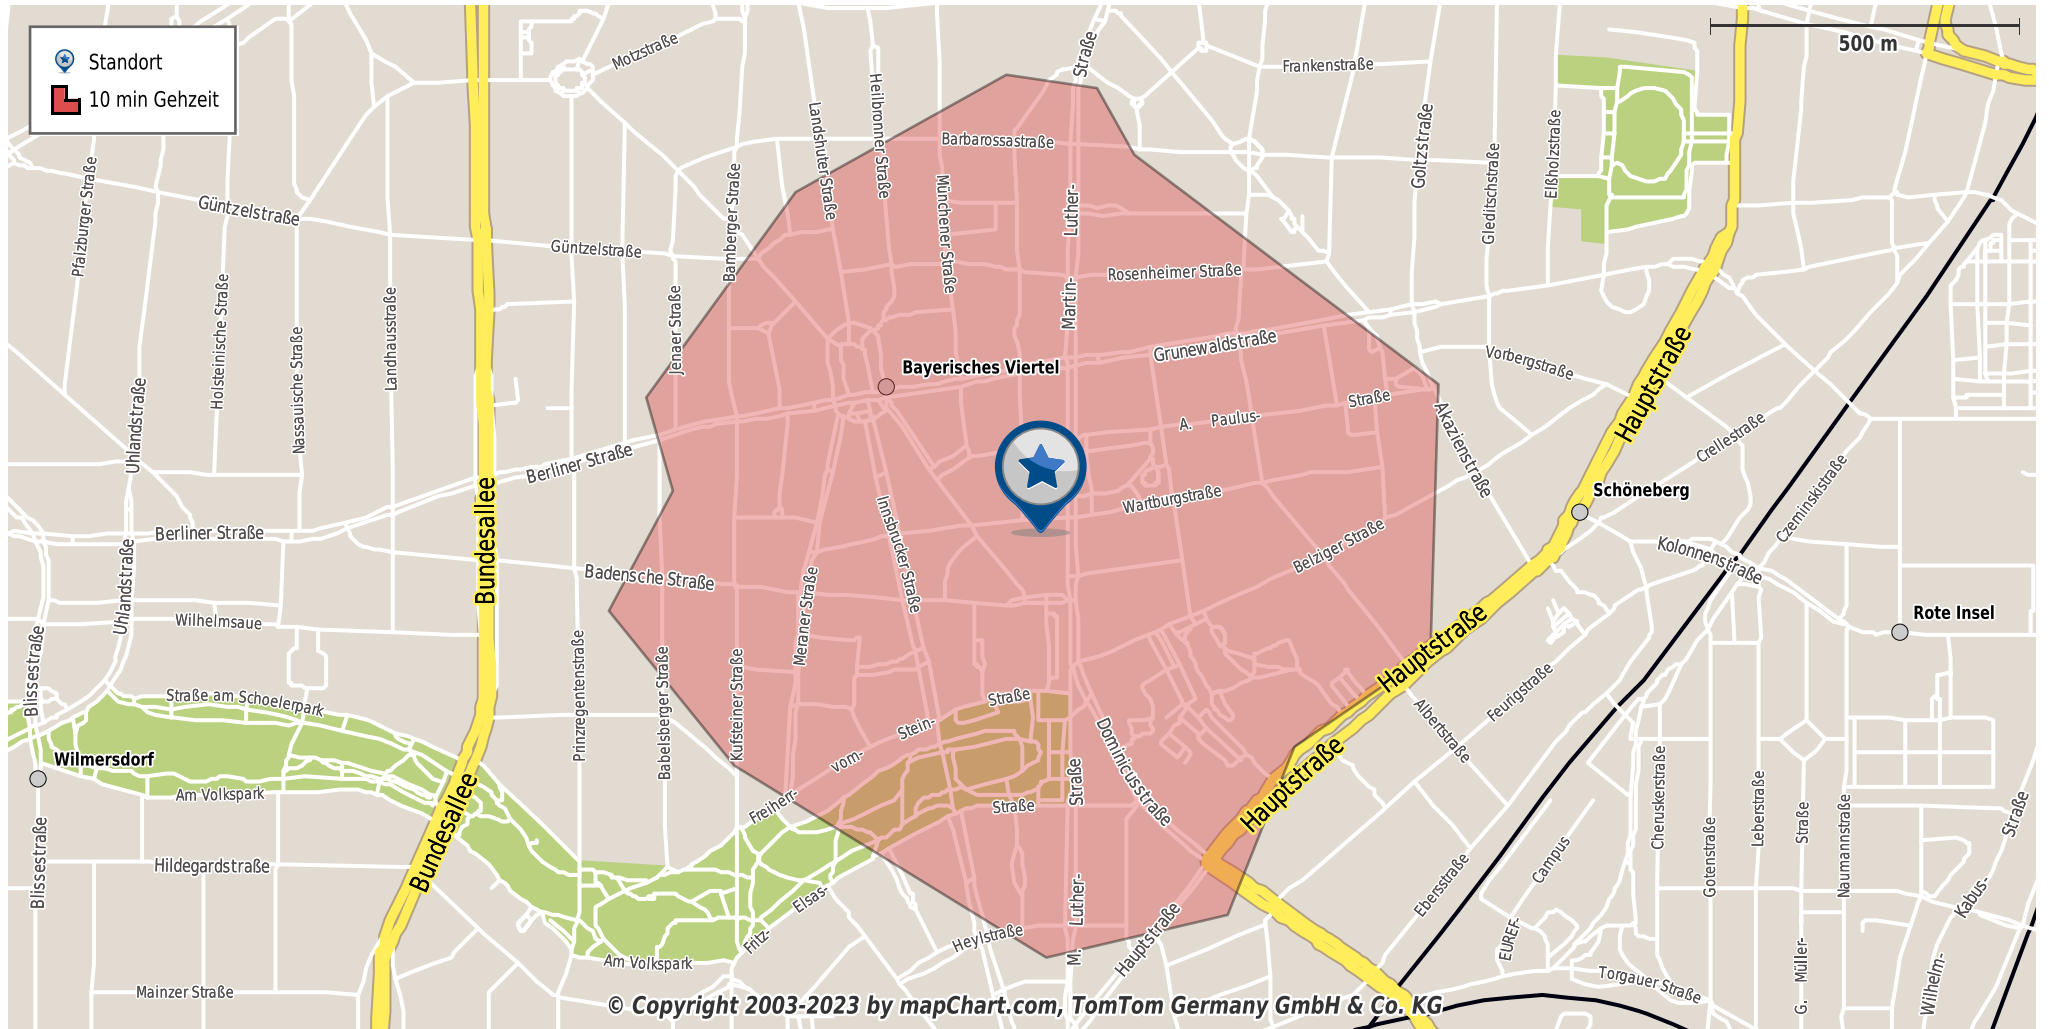 Standort
10 min Gehzeit
500 m
Motzstraße
Straße
Frankenstraße
Landshuter Straße
Heilbronner Straße
Barbarossastraße
Goltzstraße
Gleditschstraße
Elßholzstraße
Pfalzburger Straße
Güntzelstraße
Güntzelstraße
Bamberger Straße
Münchener Straße
Luther-
Martin-
Rosenheimer Straße
Holsteinische Straße
Nassauische Straße
Landhausstraße
Jenaer Straße
Grunewaldstraße
Vorbergstraße
Hauptstraße
Bayerisches Viertel
Uhlandstraße
A. Paulus-
Straße
Akazienstraße
Crellestraße
Berliner Straße
Bundesallee
Wartburgstraße
Schöneberg
Czeminskistraße
Berliner Straße
Uhlandstraße
Innsbrucker Straße
Belziger Straße
Kolonnenstraße
Badensche Straße
Meraner Straße
Wilhelmsaue
Rote Insel
Blissestraße
Prinzregentenstraße
Babelsberger Straße
Kufsteiner Straße
Hauptstraße
Straße am Schoelerpark
Straße
Stein-
vom-
Freiherr-
Feurigstraße
Albertstraße
Wilmersdorf
Am Volkspark
Bundesallee
Dominicusstraße
Straße
Straße
Hauptstraße
Cheruskerstraße
Leberstraße
Straße
Naumannstraße
Straße
Gotenstraße
Blissestraße
Hildegardstraße
Elsas-
Fritz-
Luther-
M.
Ebersstraße
Campus
EUREF-
Kabus-
Heylstraße
Hauptstraße
Am Volkspark
Mainzer Straße
Torgauer Straße
G. Müller-
Wilhelm-
© Copyright 2003-2023 by mapChart.com, TomTom Germany GmbH & Co. KG